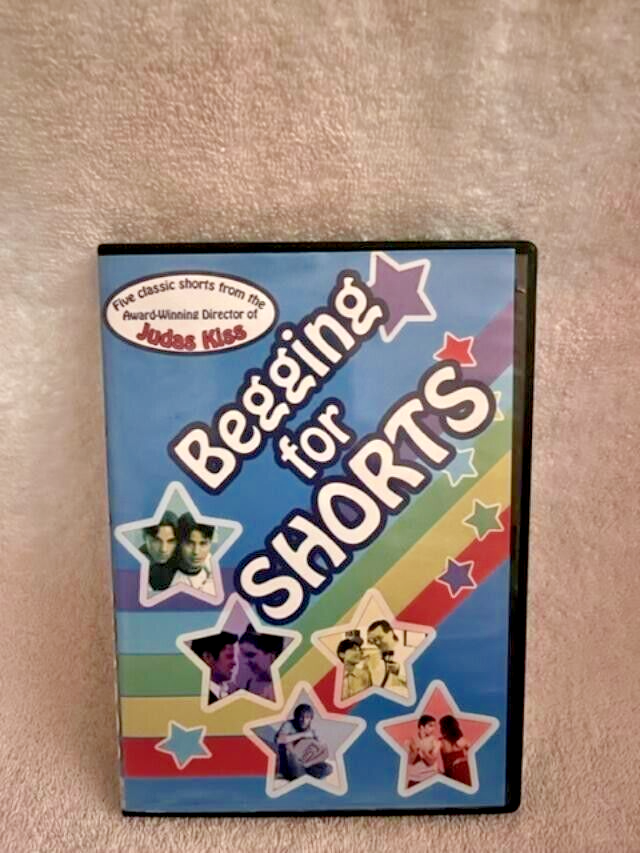 Five classic shorts from the
Award-Winning Director of
Judas Kiss
Begging
for
SHORTS